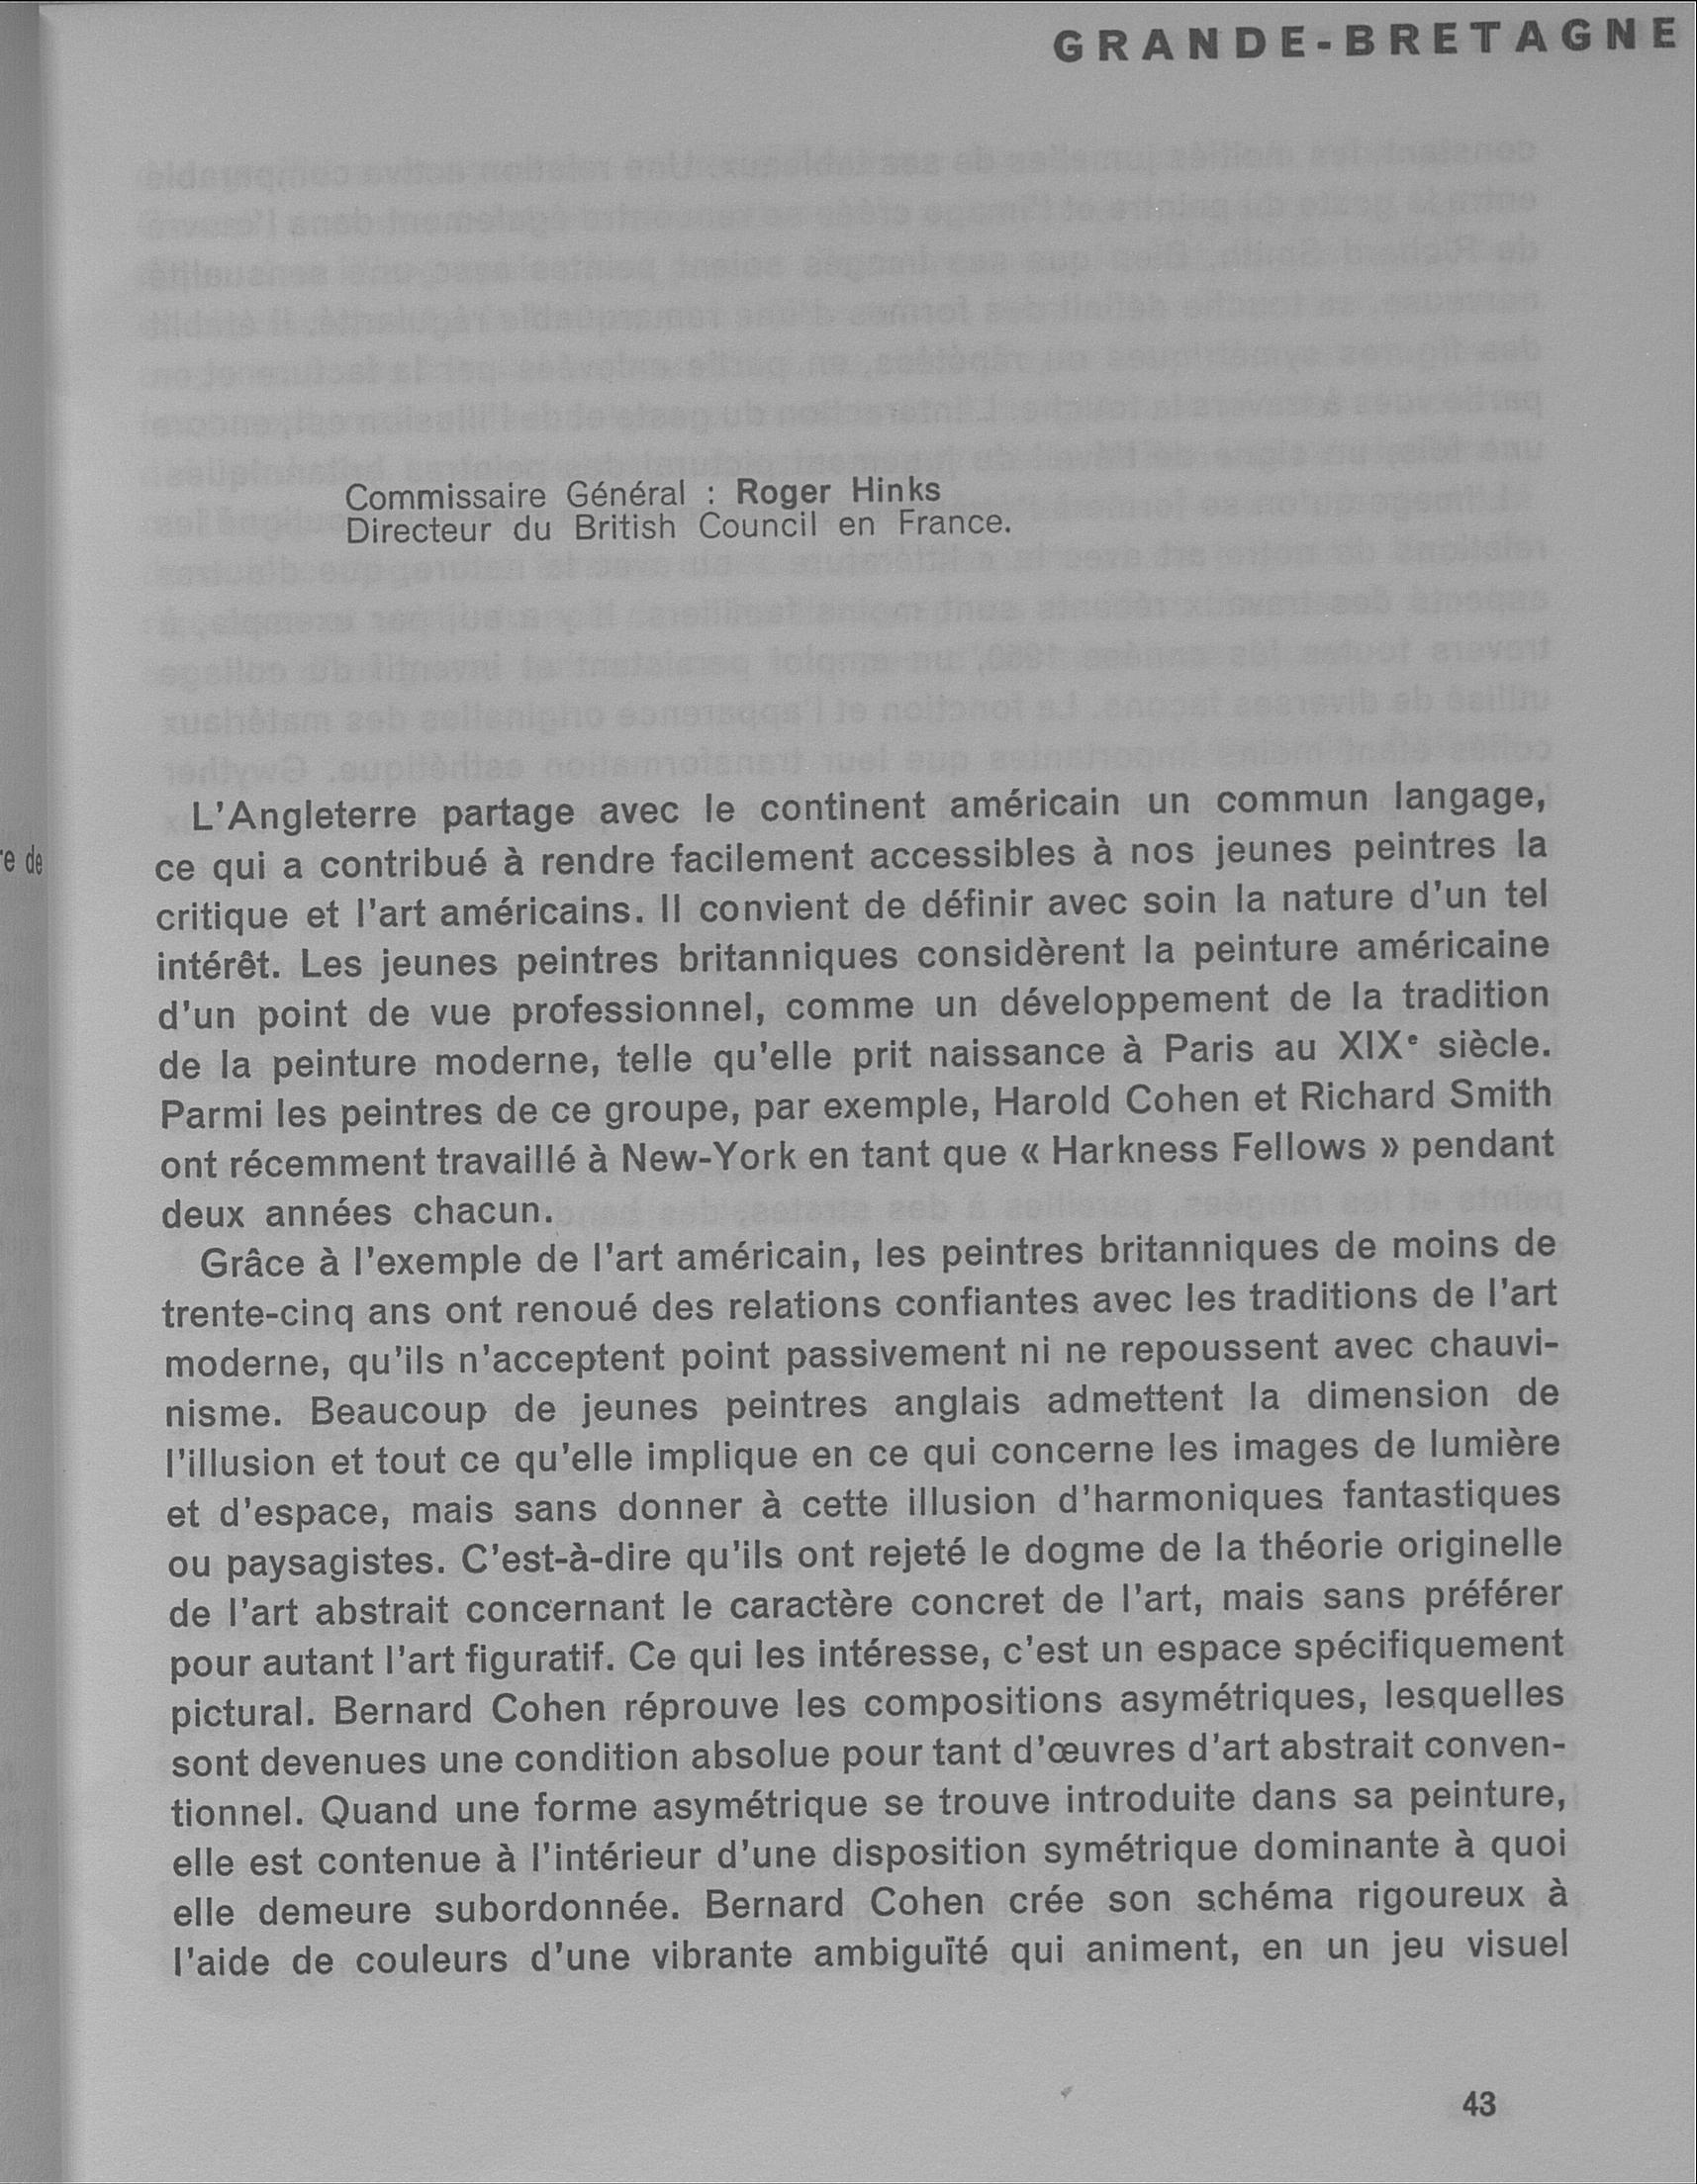 GRANDE-BRETAGNE
Commissaire Général : Roger Hinks
Directeur du British Council en France.
L'Angleterre partage avec le continent américain un commun langage,
ce qui a contribué à rendre facilement accessibles à nos jeunes peintres la
critique et l'art américains. Il convient de définir avec soin la nature d'un tel
intérêt. Les jeunes peintres britanniques considèrent la peinture américaine
d'un point de vue professionnel, comme un développement de la tradition
de la peinture moderne, telle qu'elle prit naissance à Paris au XIXᵉ siècle.
Parmi les peintres de ce groupe, par exemple, Harold Cohen et Richard Smith
ont récemment travaillé à New-York en tant que « Harkness Fellows » pendant
deux années chacun.
Grâce à l'exemple de l'art américain, les peintres britanniques de moins de
trente-cinq ans ont renoué des relations confiantes avec les traditions de l'art
moderne, qu'ils n'acceptent point passivement ni ne repoussent avec chauvi-
nisme. Beaucoup de jeunes peintres anglais admettent la dimension de
l'illusion et tout ce qu'elle implique en ce qui concerne les images de lumière
et d'espace, mais sans donner à cette illusion d'harmoniques fantastiques
ou paysagistes. C'est-à-dire qu'ils ont rejeté le dogme de la théorie originelle
de l'art abstrait concernant le caractère concret de l'art, mais sans préférer
pour autant l'art figuratif. Ce qui les intéresse, c'est un espace spécifiquement
pictural. Bernard Cohen réprouve les compositions asymétriques, lesquelles
sont devenues une condition absolue pour tant d'œuvres d'art abstrait conven-
tionnel. Quand une forme asymétrique se trouve introduite dans sa peinture,
elle est contenue à l'intérieur d'une disposition symétrique dominante à quoi
elle demeure subordonnée. Bernard Cohen crée son schéma rigoureux à
l'aide de couleurs d'une vibrante ambiguïté qui animent, en un jeu visuel
43